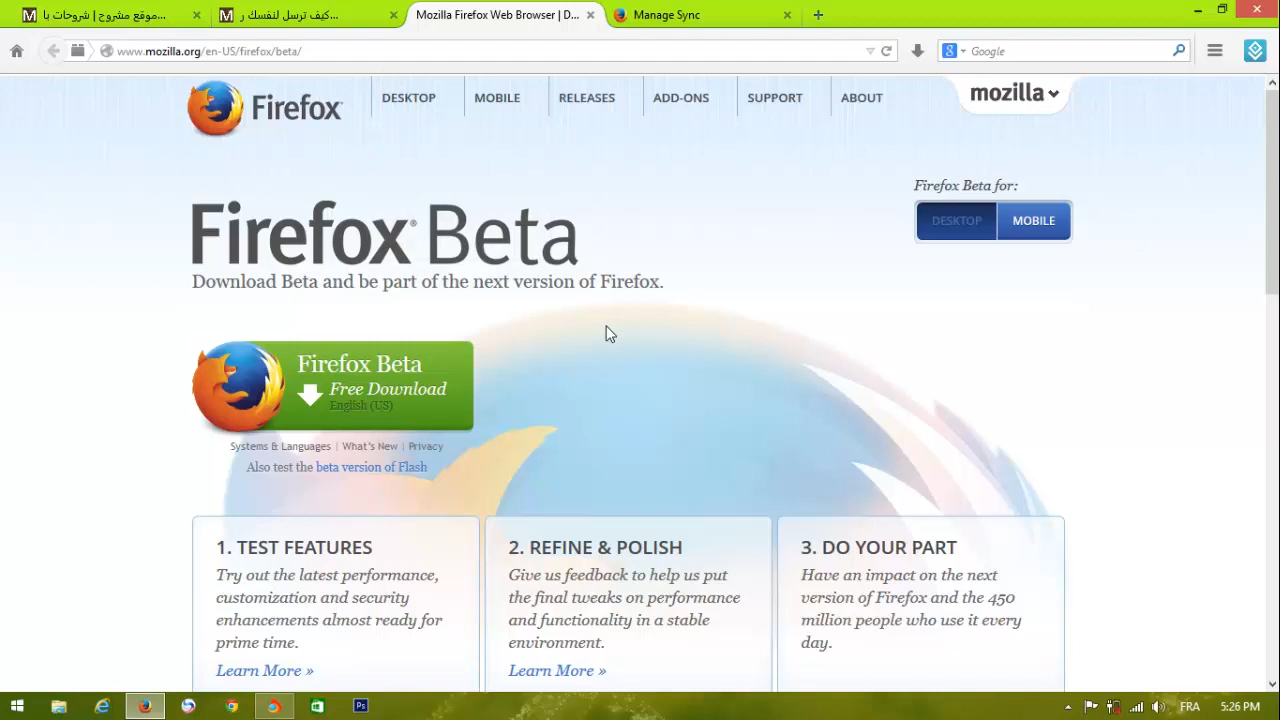 موقع مشروح | شروحات با...
كيف ترسل لنفسك ر...
Mozilla Firefox Web Browser | D...
Manage Sync
www.mozilla.org/en-US/firefox/beta/
Google
Firefox
DESKTOP
MOBILE
RELEASES
ADD-ONS
SUPPORT
ABOUT
mozilla
Firefox Beta for:
DESKTOP
MOBILE
Firefox® Beta
Download Beta and be part of the next version of Firefox.
Firefox Beta
Free Download
English (US)
Systems & Languages | What's New | Privacy
Also test the beta version of Flash
1. TEST FEATURES
Try out the latest performance,
customization and security
enhancements almost ready for
prime time.
Learn More »
2. REFINE & POLISH
Give us feedback to help us put
the final tweaks on performance
and functionality in a stable
environment.
Learn More »
3. DO YOUR PART
Have an impact on the next
version of Firefox and the 450
million people who use it every
day.
FRA
5:26 PM